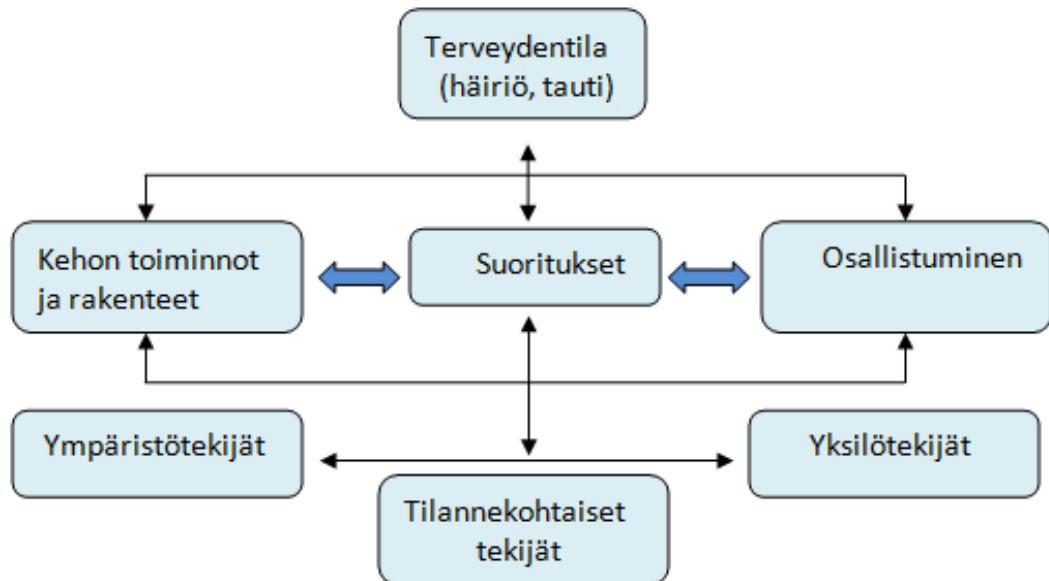 Terveydentila
(häiriö, tauti)
Kehon toiminnot
ja rakenteet
Suoritukset
Osallistuminen
Ympäristötekijät
Yksilötekijät
Tilannekohtaiset
tekijät